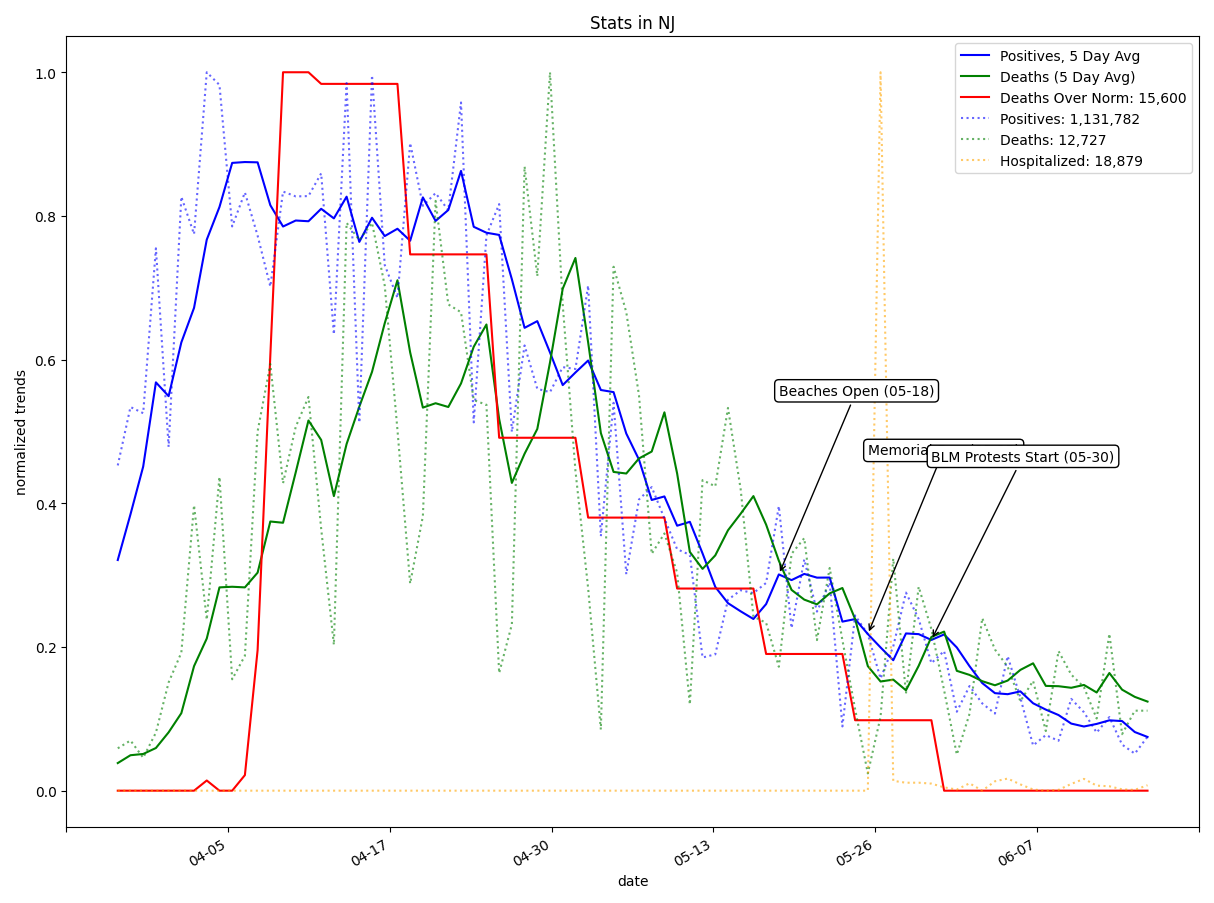 Stats in NJ
Positives, 5 Day Avg
Deaths (5 Day Avg)
Deaths Over Norm: 15,600
Positives: 1,131,782
Deaths: 12,727
Hospitalized: 18,879
1.0
0.8
0.6
0.4
0.2
0.0
normalized trends
Beaches Open (05-18)
BLM Protests Start (05-30)
04-05
04-17
04-30
05-13
05-26
06-07
date